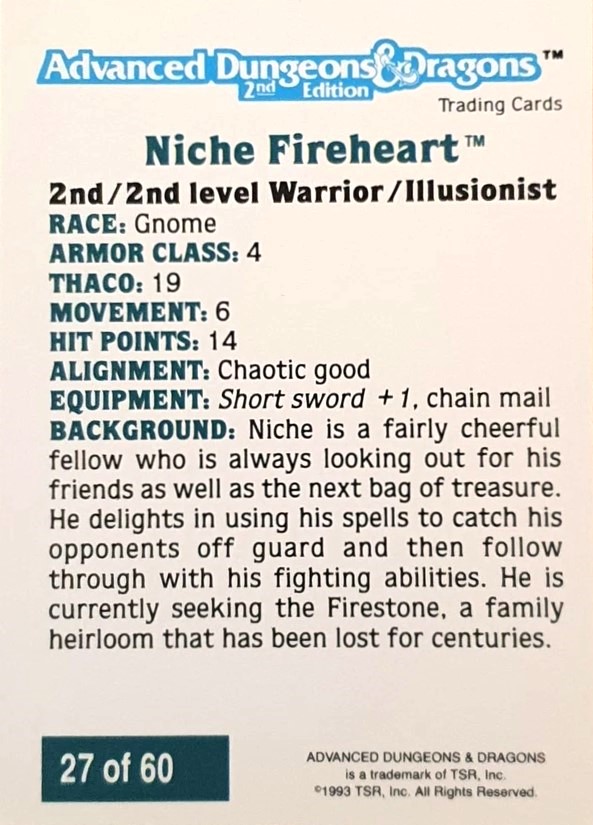 Advanced Dungeons & Dragons™
2nd Edition
Trading Cards
Niche Fireheart™
2nd/2nd level Warrior/Illusionist
RACE: Gnome
ARMOR CLASS: 4
THACO: 19
MOVEMENT: 6
HIT POINTS: 14
ALIGNMENT: Chaotic good
EQUIPMENT: Short sword +1, chain mail
BACKGROUND: Niche is a fairly cheerful
fellow who is always looking out for his
friends as well as the next bag of treasure.
He delights in using his spells to catch his
opponents off guard and then follow
through with his fighting abilities. He is
currently seeking the Firestone, a family
heirloom that has been lost for centuries.
27 of 60
ADVANCED DUNGEONS & DRAGONS
is a trademark of TSR, Inc.
©1993 TSR, Inc. All Rights Reserved.